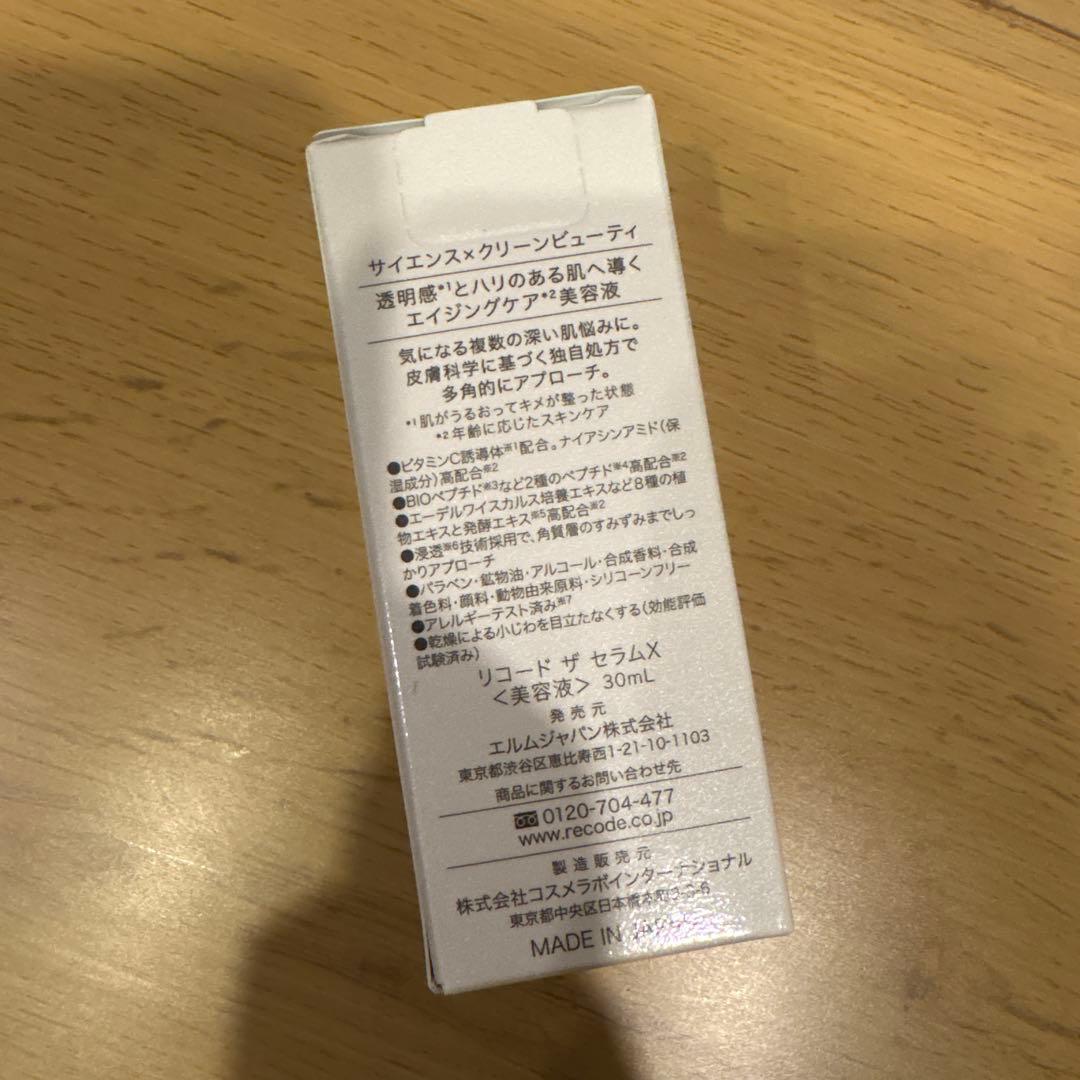 サイエンス×クリーンビューティ
透明感*1とハリのある肌へ導く
エイジングケア*2美容液
気になる複数の深い肌悩みに。
皮膚科学に基づく独自処方で
多角的にアプローチ。
*1肌がうるおってキメが整った状態
*2年齢に応じたスキンケア
●ビタミンC誘導体※1配合。ナイアシンアミド(保
湿成分)高配合※2
●BIOペプチド※3など2種のペプチド※4高配合※2
●エーデルワイスカルス培養エキスなど8種の植
物エキスと発酵エキス※5高配合※2
●浸透※6技術採用で、角質層のすみずみまでしっ
かりアプローチ
●パラベン・鉱物油・アルコール・合成香料・合成
着色料・顔料・動物由来原料・シリコーンフリー
●アレルギーテスト済み※7
●乾燥による小じわを目立たなくする(効能評価
試験済み)
リコード ザ セラムX
<美容液> 30mL
発売元
エルムジャパン株式会社
東京都渋谷区恵比寿西1-21-10-1103
商品に関するお問い合わせ先
0120-704-477
www.recode.co.jp
製造販売元
株式会社コスメラボインターナショナル
東京都中央区日本橋本町
MADE IN